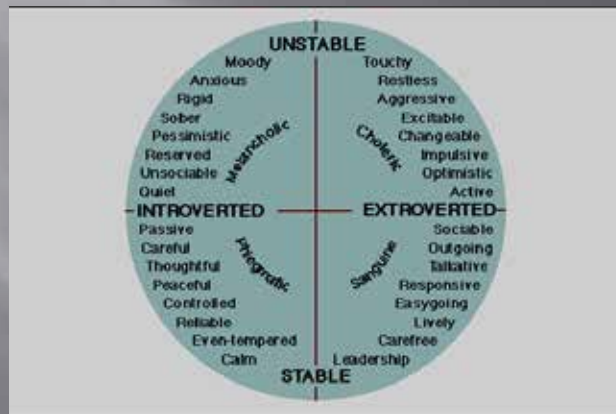 UNSTABLE
Moody
Anxious
Rigid
Sober
Pessimistic
Reserved
Unsociable
Quiet
Melancholic
Touchy
Restless
Aggressive
Excitable
Changeable
Impulsive
Optimistic
Active
Choleric
INTROVERTED
EXTROVERTED
Passive
Careful
Thoughtful
Peaceful
Controlled
Reliable
Even-tempered
Calm
Phlegmatic
Sociable
Outgoing
Talkative
Responsive
Easygoing
Lively
Carefree
Leadership
Sanguine
STABLE